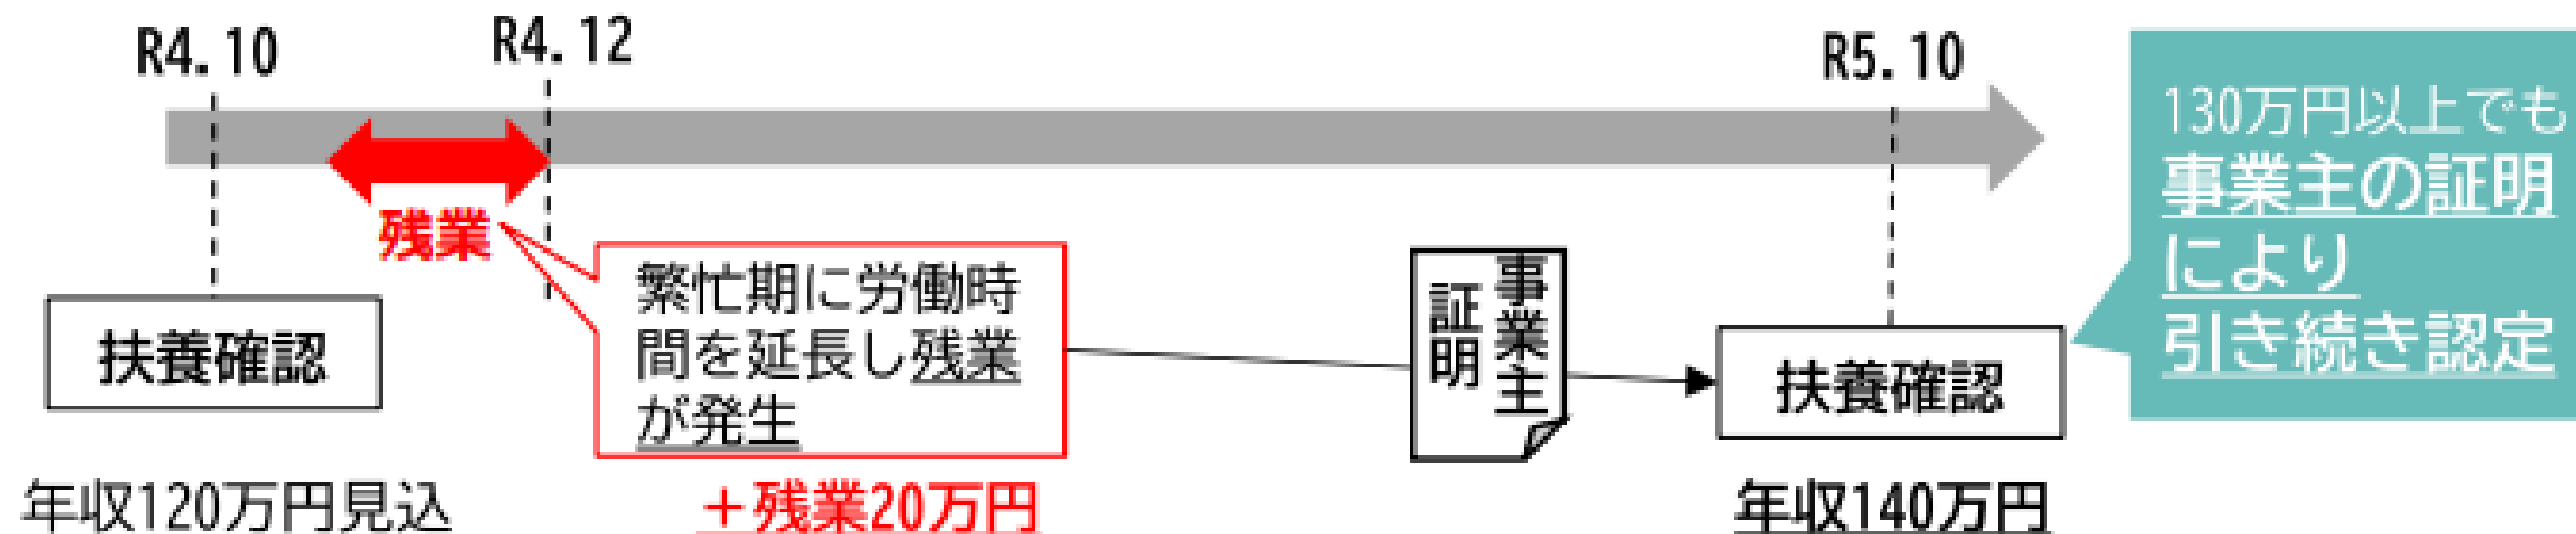 R4.10
R4.12
R5.10
残業
扶養確認
繁忙期に労働時
間を延長し残業
が発生
事業主
証明
扶養確認
130万円以上でも
事業主の証明
により
引き続き認定
年収120万円見込
＋残業20万円
年収140万円